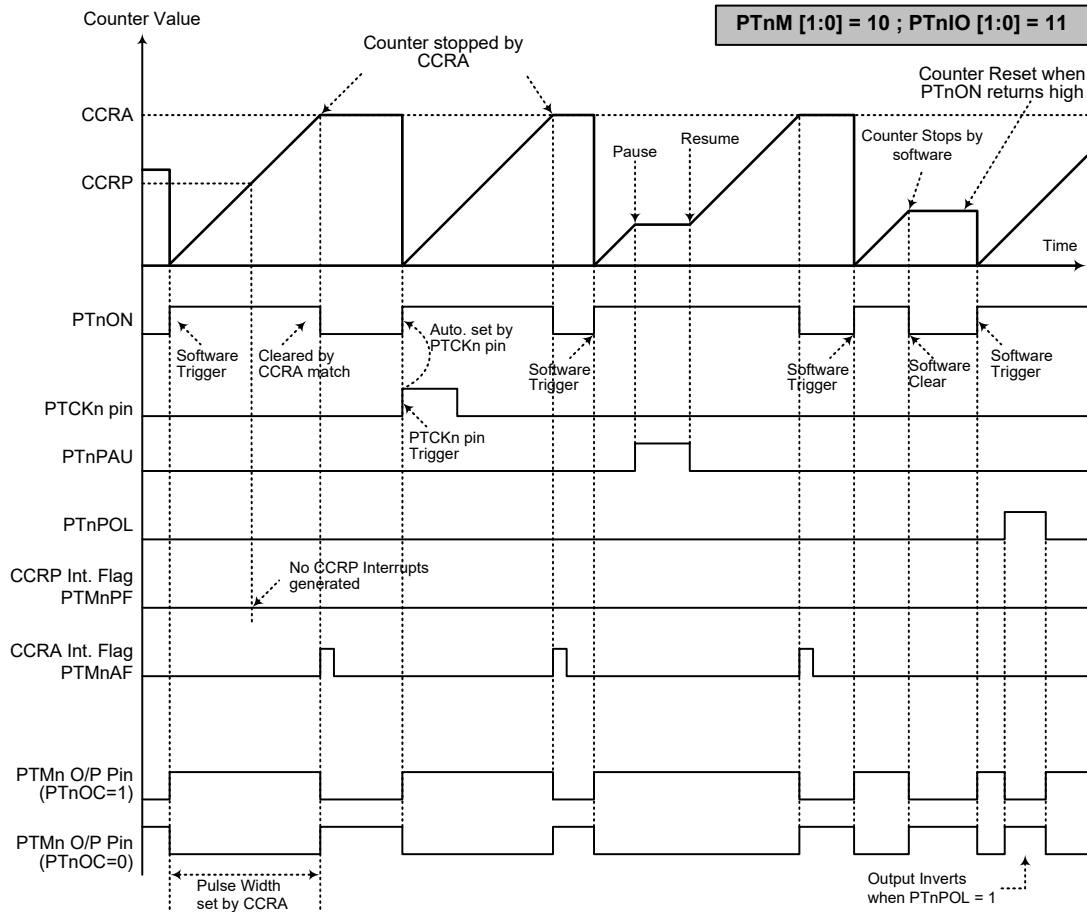 Counter Value
PTnM [1:0] = 10 ; PTnIO [1:0] = 11
Counter stopped by
CCRA
Counter Reset when
PTnON returns high
CCRA
Pause
Resume
Counter Stops by
software
CCRP
Time
PTnON
Software
Trigger
Cleared by
CCRA match
Auto. set by
PTCKn pin
Software
Trigger
Software
Trigger
Software
Clear
Software
Trigger
PTCKn pin
PTCKn pin
Trigger
PTnPAU
PTnPOL
CCRP Int. Flag
PTMnPF
No CCRP Interrupts
generated
CCRA Int. Flag
PTMnAF
PTMn O/P Pin
(PTnOC=1)
PTMn O/P Pin
(PTnOC=0)
Pulse Width
set by CCRA
Output Inverts
when PTnPOL = 1